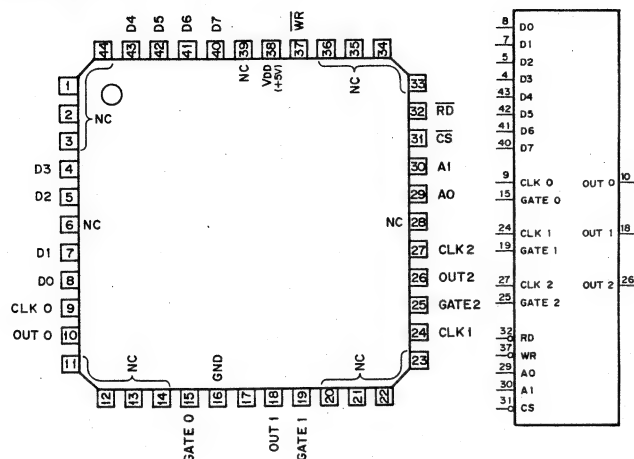 D4 D5 D6 D7 WR
44 43 42 41 40 39 38 37 36 35 34
NC VDD (+5V) NC
1 33
2 NC 32 RD
3 31 CS
D3 4 30 A1
D2 5 29 A0
6 NC NC 28
D1 7 27 CLK2
D0 8 26 OUT2
CLK 0 9 25 GATE2
OUT 0 10 24 CLK1
11 23
NC GND NC
12 13 14 15 16 17 18 19 20 21 22
GATE 0 OUT 1 GATE 1
8 D0
7 D1
5 D2
4 D3
43 D4
42 D5
41 D6
40 D7
9 CLK 0 OUT 0 10
15 GATE 0
24 CLK 1 OUT 1 18
19 GATE 1
27 CLK 2 OUT 2 26
25 GATE 2
32 RD
37 WR
29 A0
30 A1
31 CS